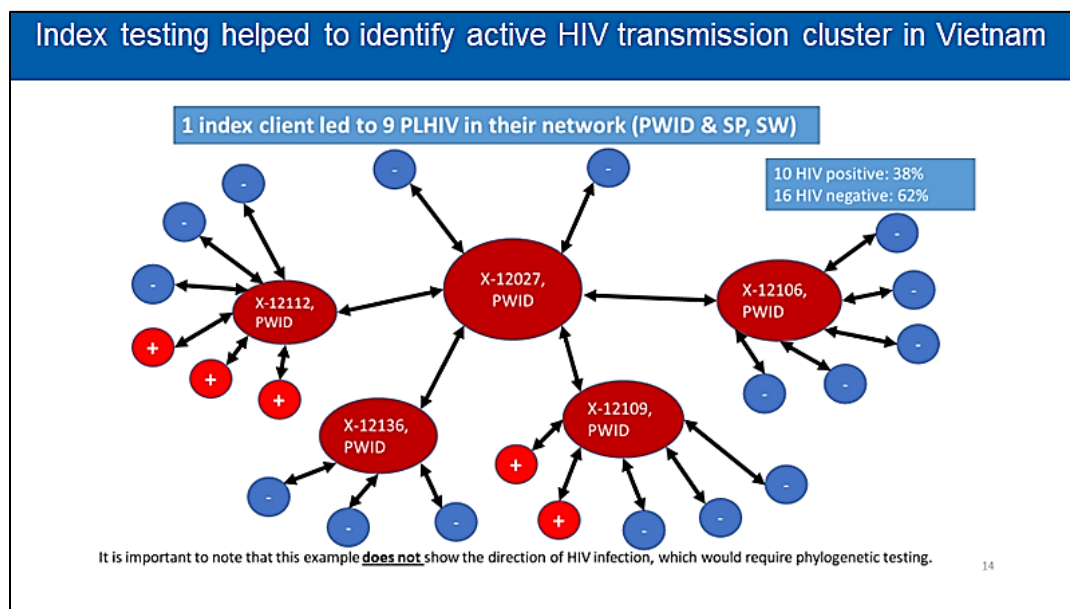 Index testing helped to identify active HIV transmission cluster in Vietnam
1 index client led to 9 PLHIV in their network (PWID & SP, SW)
10 HIV positive: 38%
16 HIV negative: 62%
-
-
-
-
-
-
-
-
-
-
-
X-12027,
PWID
X-12112,
PWID
X-12106,
PWID
+
+
+
X-12136,
PWID
X-12109,
PWID
+
+
-
-
-
-
-
-
It is important to note that this example does not show the direction of HIV infection, which would require phylogenetic testing.
14